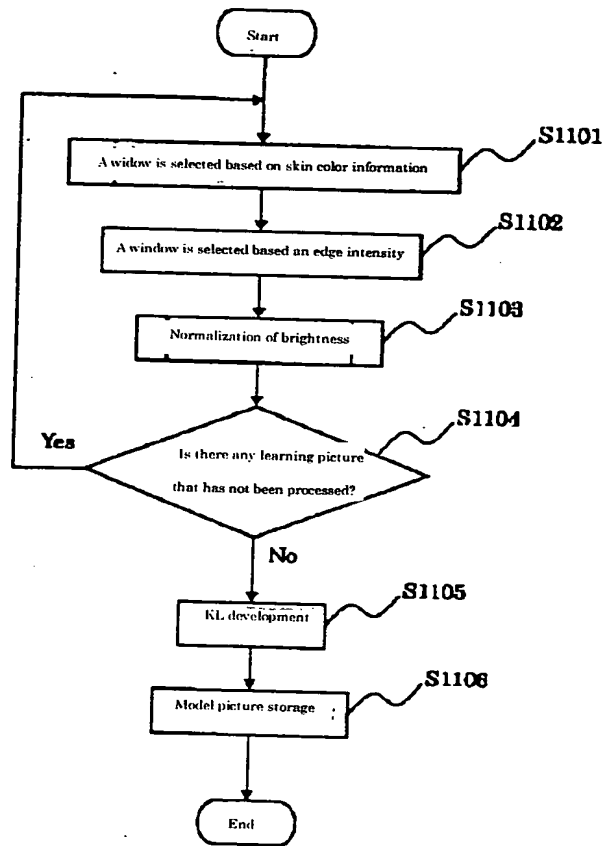 Start
S1101
A widow is selected based on skin color information
S1102
A window is selected based an edge intensity
S1103
Normalization of brightness
S1104
Yes
Is there any learning picture
that has not been processed?
No
S1105
KL development
S1106
Model picture storage
End